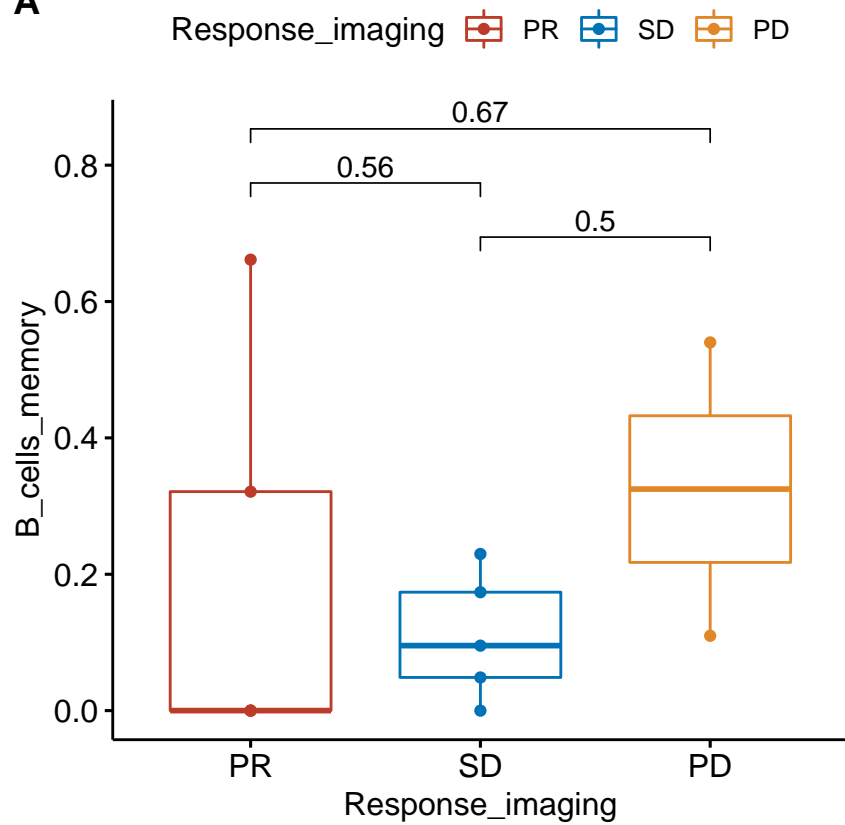 A
Response_imaging PR SD PD
0.67
0.56
0.5
0.8
0.6
0.4
0.2
0.0
B_cells_memory
PR SD PD
Response_imaging